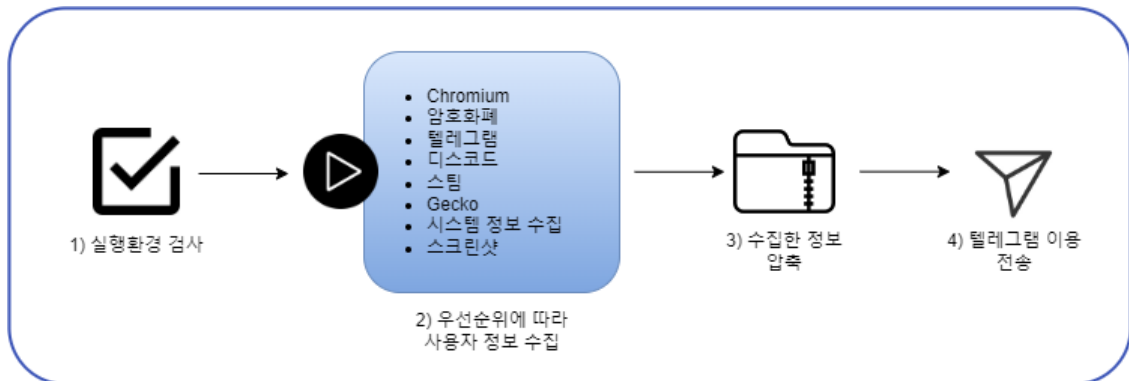 1) 실행환경 검사
Chromium
암호화폐
텔레그램
디스코드
스팀
Gecko
시스템 정보 수집
스크린샷
2) 우선순위에 따라
사용자 정보 수집
3) 수집한 정보
압축
4) 텔레그램 이용
전송